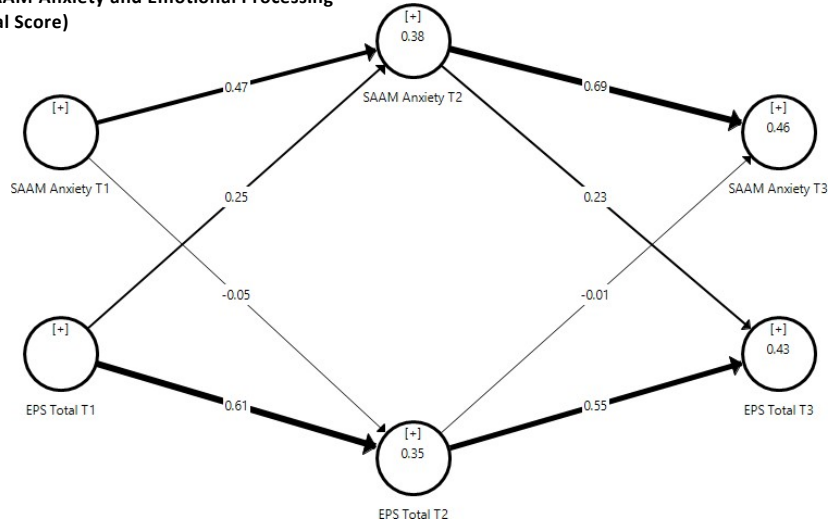 Anxiety and Emotional Processing
al Score)
[+]
0.38
SAAM Anxiety T2
[+]
SAAM Anxiety T1
0.47
0.69
[+]
0.46
SAAM Anxiety T3
0.25
0.23
-0.05
-0.01
[+]
EPS Total T1
[+]
0.43
EPS Total T3
0.61
0.55
[+]
0.35
EPS Total T2